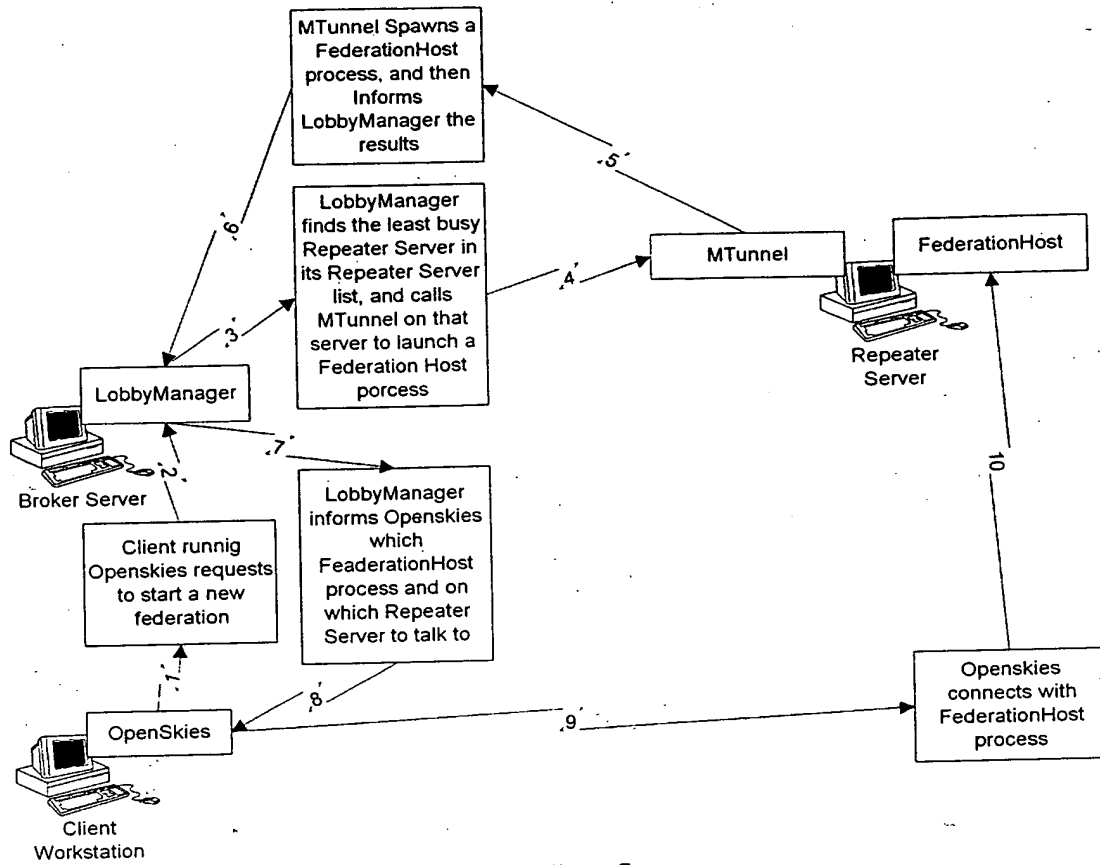 MTunnel Spawns a
FederationHost
process, and then
Informs
LobbyManager the
results
.5'
.6'
LobbyManager
finds the least busy
Repeater Server in
its Repeater Server
list, and calls
MTunnel on that
server to launch a
Federation Host
porcess
.3'
.4'
MTunnel
FederationHost
Repeater
Server
LobbyManager
Broker Server
.2'
.7'
10
Client runnig
Openskies requests
to start a new
federation
LobbyManager
informs Openskies
which
FeaderationHost
process and on
which Repeater
Server to talk to
.1'
.8'
OpenSkies
.9'
Openskies
connects with
FederationHost
process
Client
Workstation